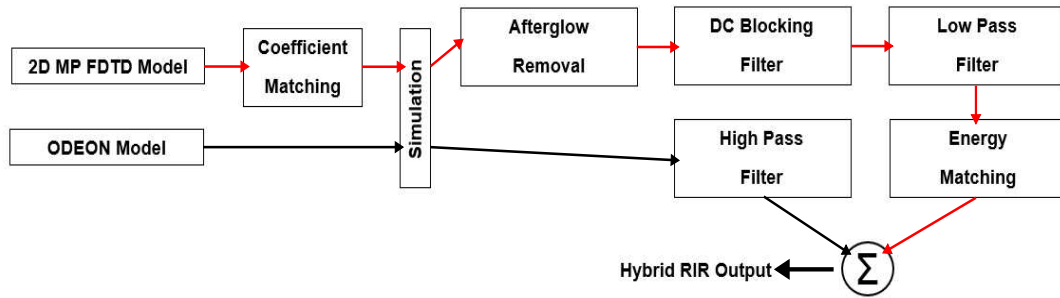 2D MP FDTD Model
Coefficient
Matching
Simulation
Afterglow
Removal
DC Blocking
Filter
Low Pass
Filter
ODEON Model
High Pass
Filter
Energy
Matching
Hybrid RIR Output
Σ